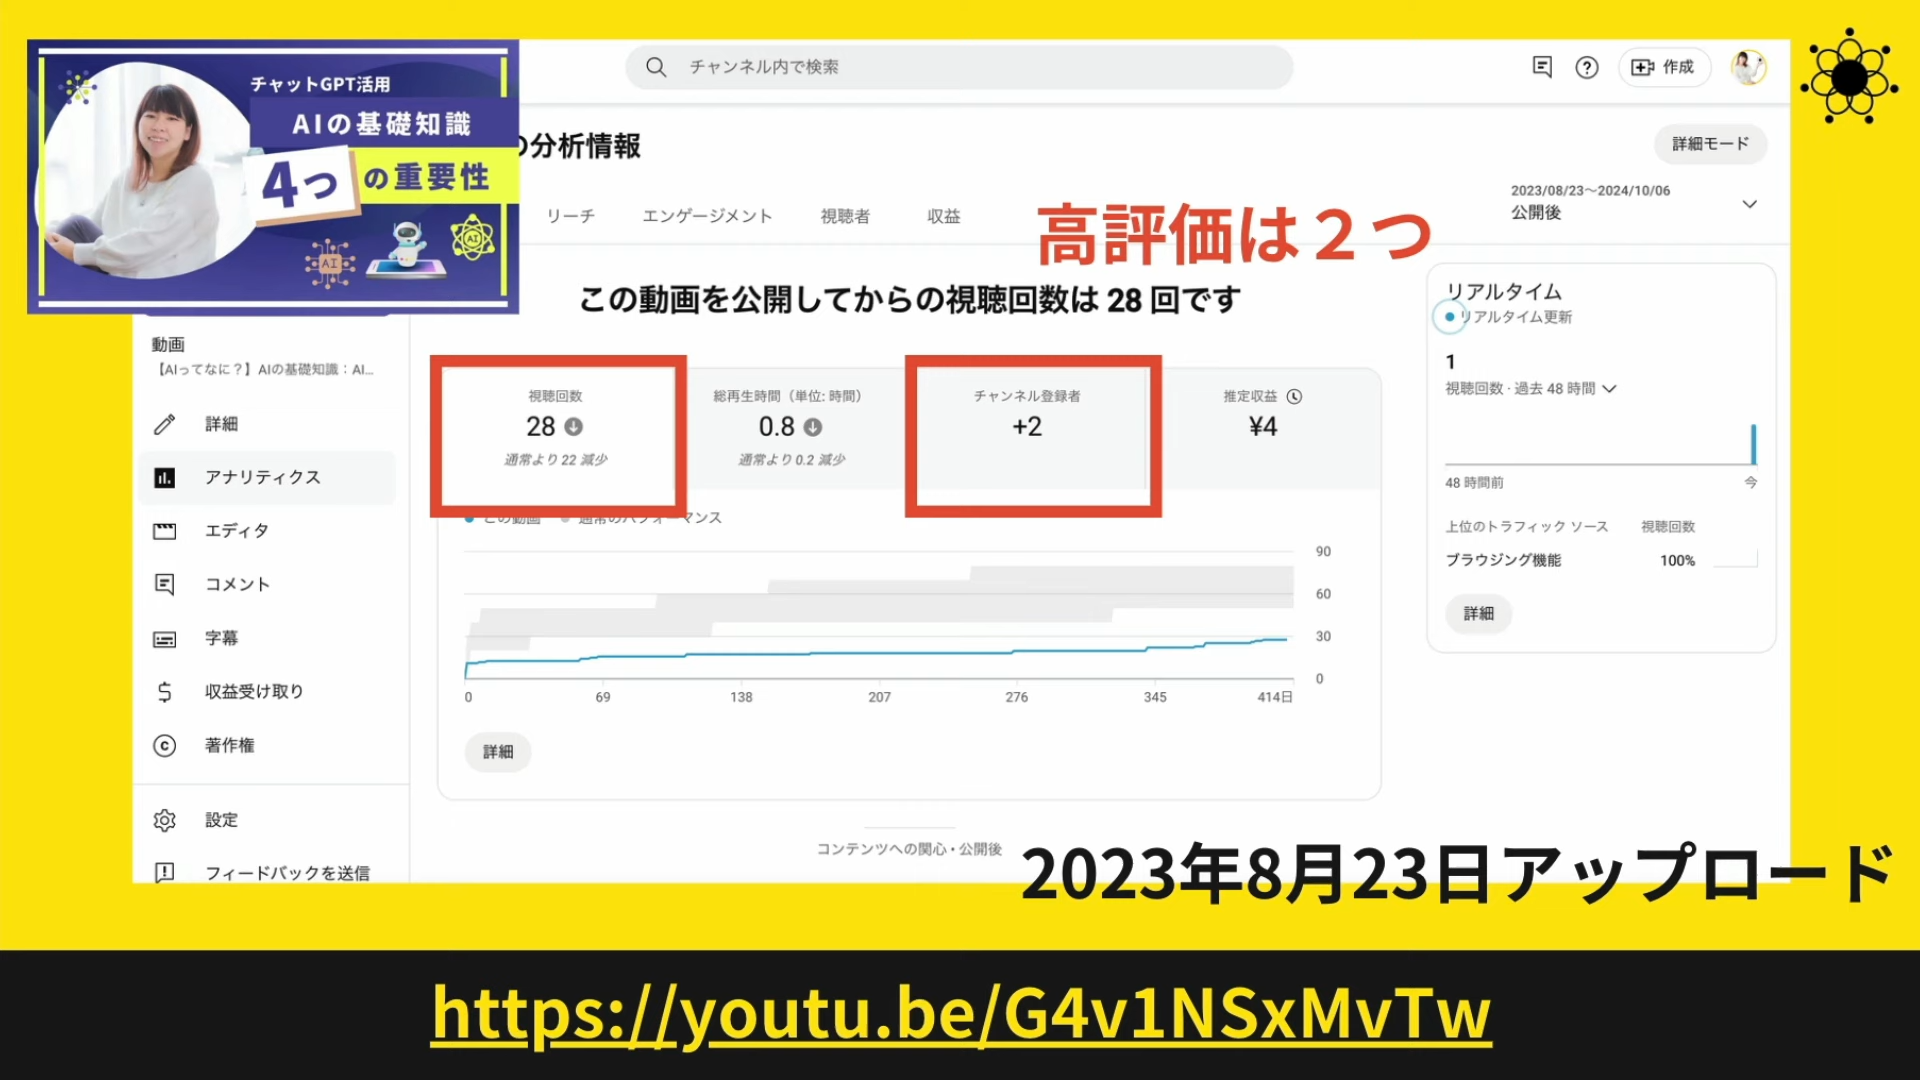 チャットGPT活用
AIの基礎知識
4つの重要性
AI
AI
チャンネル内で検索
作成
の分析情報
詳細モード
リーチ
エンゲージメント
視聴者
収益
2023/08/23～2024/10/06
公開後
高評価は２つ
この動画を公開してからの視聴回数は 28 回です
動画
【AIってなに？】AIの基礎知識：AI...
詳細
アナリティクス
エディタ
コメント
字幕
収益受け取り
著作権
設定
フィードバックを送信
視聴回数
28
通常より 22 減少
総再生時間（単位: 時間）
0.8
通常より 0.2 減少
チャンネル登録者
+2
推定収益
¥4
この動画
通常のパフォーマンス
90
60
30
0
0
69
138
207
276
345
414日
詳細
リアルタイム
リアルタイム更新
1
視聴回数・過去 48 時間
48 時間前
今
上位のトラフィック ソース
視聴回数
ブラウジング機能
100%
詳細
コンテンツへの関心・公開後
2023年8月23日アップロード
https://youtu.be/G4v1NSxMvTw